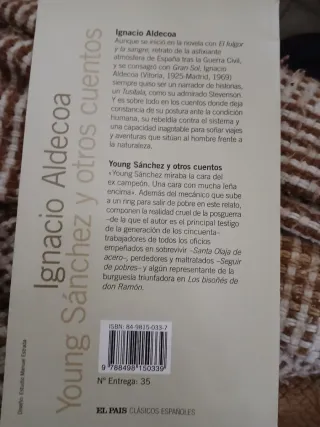 Ignacio Aldecoa
Young Sánchez y otros cuentos
Ignacio Aldecoa
Aunque se inició en la novela con El fulgor
y la sangre, retrato de la asfixiante
atmósfera de España tras la Guerra Civil,
y se consagró con Gran Sol, Ignacio
Aldecoa (Vitoria, 1925-Madrid, 1969)
siempre quiso ser un narrador de historias,
un Tusitala, como su admirado Stevenson.
Y es sobre todo en los cuentos donde deja
constancia de su postura ante la condición
humana, su rebeldía contra el sistema y
una capacidad inagotable para soñar viajes
y aventuras que sitúan al hombre frente a
la naturaleza.
Young Sánchez y otros cuentos
«Young Sánchez miraba la cara del
ex campeón. Una cara con mucha leña
encima». Además del mecánico que sube
a un ring para salir de pobre en este relato,
componen la realidad cruel de la posguerra
–de la que el autor es el principal testigo
de la generación de los cincuenta–
trabajadores de todos los oficios
empeñados en sobrevivir –Santa Olaja de
acero–, perdedores y maltratados –Seguir
de pobres– y algún representante de la
burguesía triunfadora en Los bisoñés de
don Ramón.
ISBN: 84-9815-033-7
9788498150339
Nº Entrega: 35
EL PAIS CLÁSICOS ESPAÑOLES
Diseño: Estudio Manuel Estrada